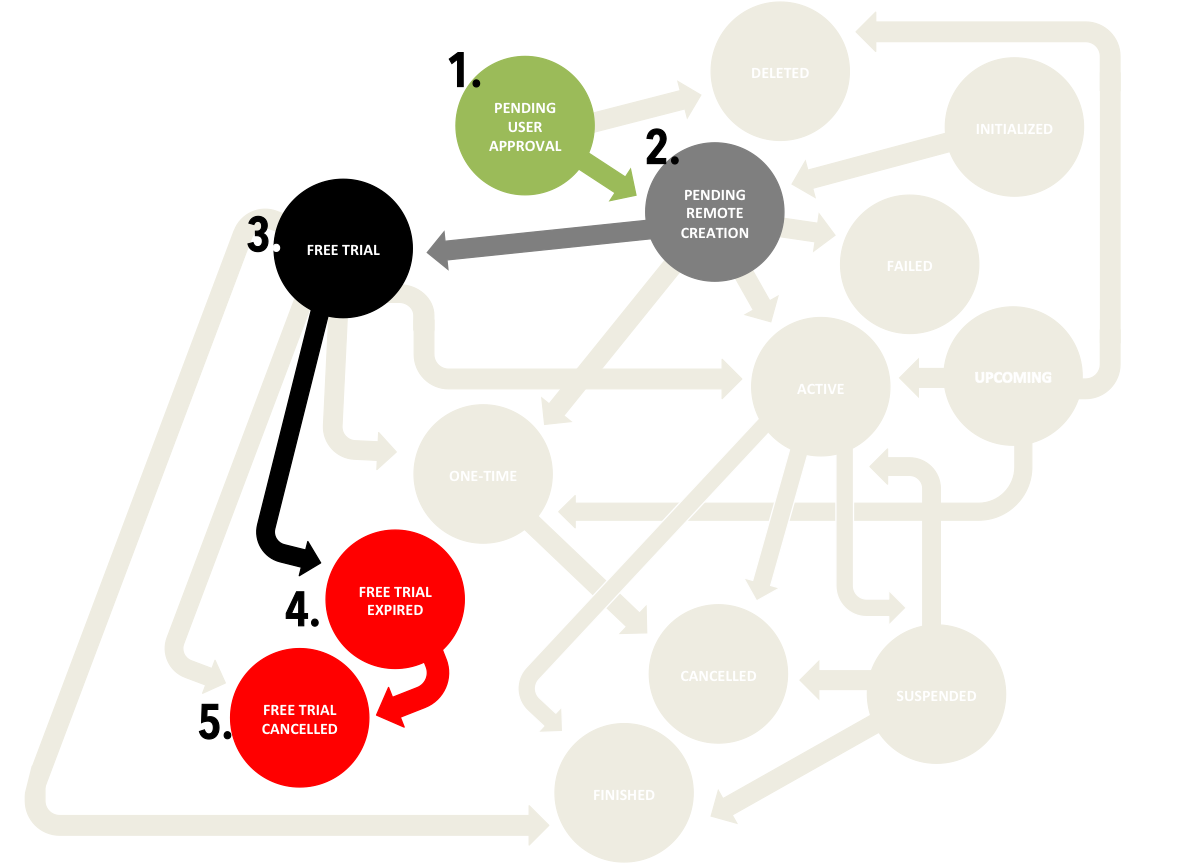 DELETED
1.
PENDING
USER
APPROVAL
INITIALIZED
2.
PENDING
REMOTE
CREATION
3.
FREE TRIAL
FAILED
UPCOMING
ACTIVE
ONE-TIME
FREE TRIAL
EXPIRED
4.
CANCELLED
SUSPENDED
5.
FREE TRIAL
CANCELLED
FINISHED